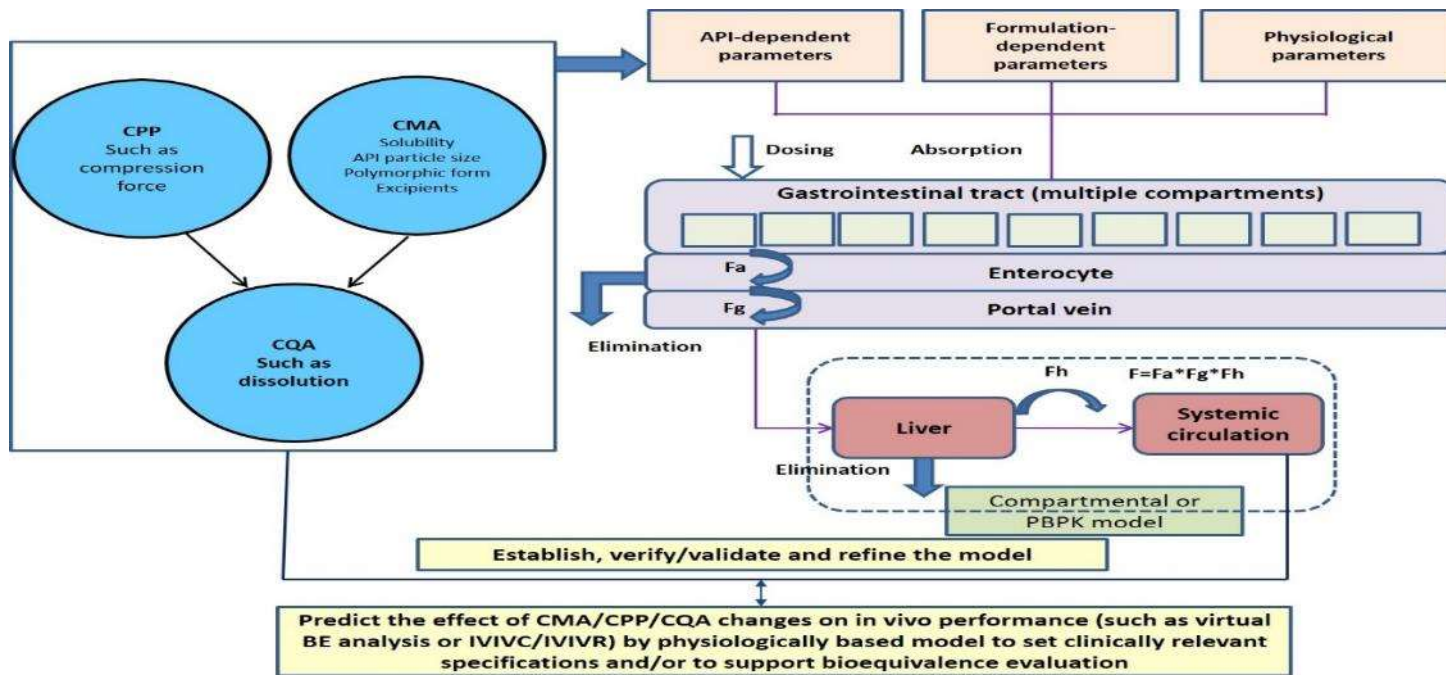 API-dependent
parameters
Formulation-
dependent
parameters
Physiological
parameters
CPP
Such as
compression
force
CMA
Solubility
API particle size
Polymorphic form
Excipients
CQA
Such as
dissolution
Dosing
Absorption
Gastrointestinal tract (multiple compartments)
Fa
Enterocyte
Fg
Portal vein
Elimination
Fh
F=Fa*Fg*Fh
Liver
Systemic
circulation
Elimination
Compartmental or
PBPK model
Establish, verify/validate and refine the model
Predict the effect of CMA/CPP/CQA changes on in vivo performance (such as virtual
BE analysis or IVIVC/IVIVR) by physiologically based model to set clinically relevant
specifications and/or to support bioequivalence evaluation